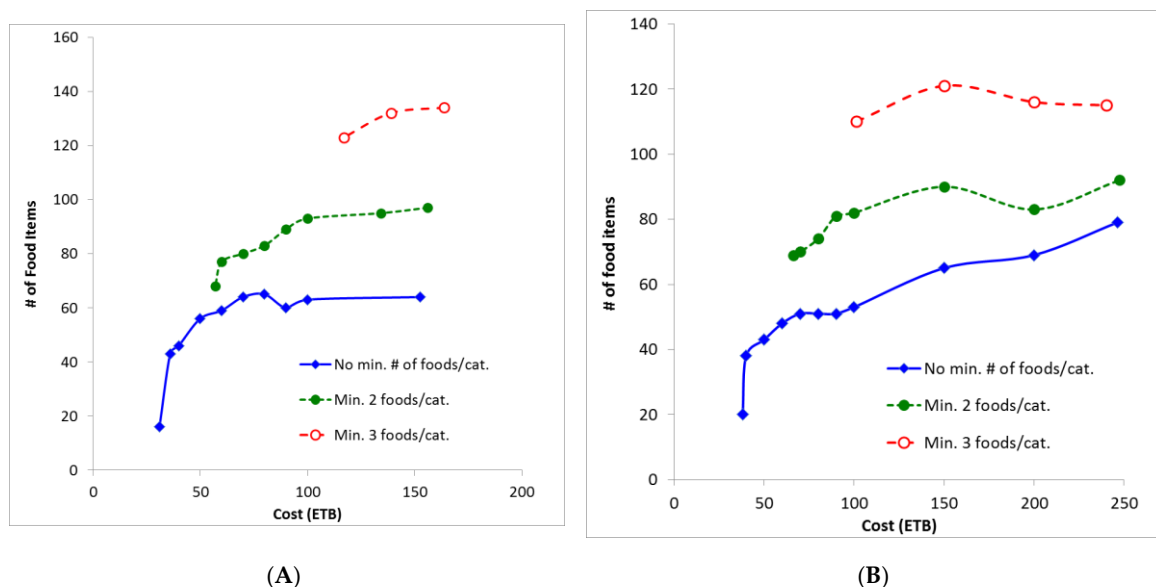 160
140
120
100
80
60
40
20
0
# of Food Items
No min. # of foods/cat.
Min. 2 foods/cat.
Min. 3 foods/cat.
0 50 100 150 200
Cost (ETB)
(A)
140
120
100
80
60
40
20
0
# of food items
No min. # of foods/cat.
Min. 2 foods/cat.
Min. 3 foods/cat.
0 50 100 150 200 250
Cost (ETB)
(B)